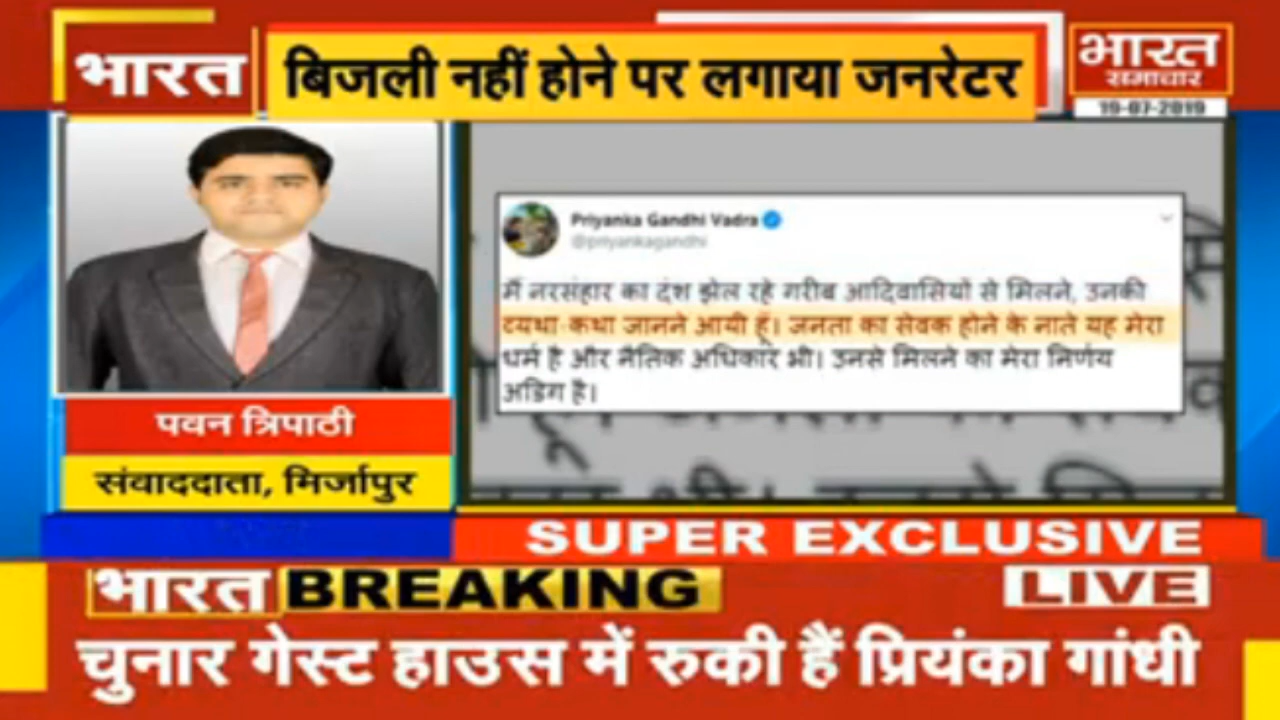 भारत
बिजली नहीं होने पर लगाया जनरेटर
भारत
समाचार
19-07-2019
Priyanka Gandhi Vadra
@priyankagandhi
मैं नरसंहार का दंश झेल रहे गरीब आदिवासियों से मिलने, उनकी
व्यथा-कथा जानने आयी हूँ। जनता का सेवक होने के नाते यह मेरा
धर्म है और नैतिक अधिकार भी। उनसे मिलने का मेरा निर्णय
अडिग है।
पवन त्रिपाठी
संवाददाता, मिर्जापुर
SUPER EXCLUSIVE
भारत BREAKING
LIVE
चुनार गेस्ट हाउस में रुकी हैं प्रियंका गांधी